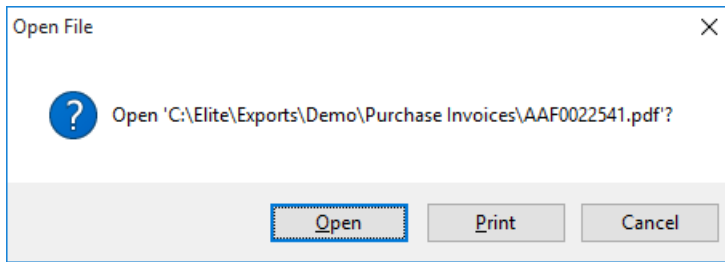 Open File
Open 'C:\Elite\Exports\Demo\Purchase Invoices\AAF0022541.pdf'?
Open Print Cancel